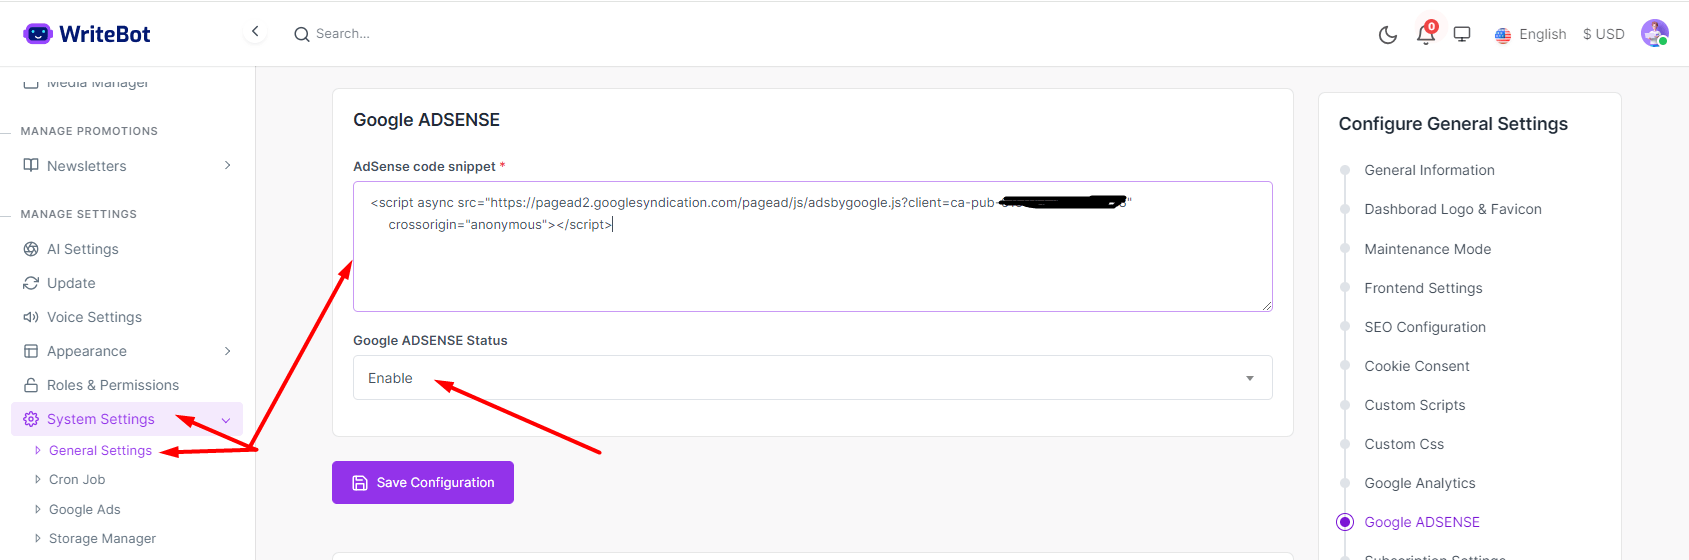 WriteBot
Search...
0
English
$ USD
Media Manager
MANAGE PROMOTIONS
Newsletters
MANAGE SETTINGS
AI Settings
Update
Voice Settings
Appearance
Roles & Permissions
System Settings
General Settings
Cron Job
Google Ads
Storage Manager
Google ADSENSE
AdSense code snippet *
<script async src="https://pagead2.googlesyndication.com/pagead/js/adsbygoogle.js?client=ca-pub-
crossorigin="anonymous"></script>
Google ADSENSE Status
Enable
Save Configuration
Configure General Settings
General Information
Dashborad Logo & Favicon
Maintenance Mode
Frontend Settings
SEO Configuration
Cookie Consent
Custom Scripts
Custom Css
Google Analytics
Google ADSENSE
Subscription Settings